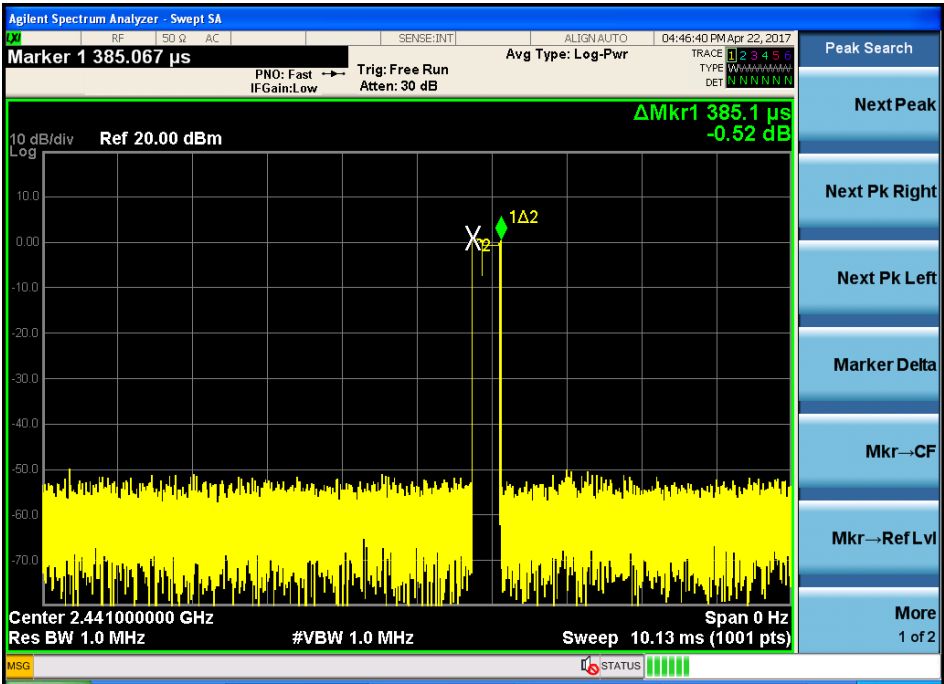 Agilent Spectrum Analyzer - Swept SA
LXI RF 50 Ω AC SENSE:INT ALIGN AUTO 04:46:40 PM Apr 22, 2017
Marker 1 385.067 µs
PNO: Fast
IFGain:Low
Trig: Free Run
Atten: 30 dB
Avg Type: Log-Pwr
TRACE 1 2 3 4 5 6
TYPE WWWWWW
DET N N N N N N
Peak Search
Next Peak
Next Pk Right
Next Pk Left
Marker Delta
Mkr→CF
Mkr→Ref Lvl
More
1 of 2
ΔMkr1 385.1 µs
-0.52 dB
10 dB/div Ref 20.00 dBm
Log
10.0
0.00
-10.0
-20.0
-30.0
-40.0
-50.0
-60.0
-70.0
X2
1Δ2
Center 2.441000000 GHz Span 0 Hz
Res BW 1.0 MHz #VBW 1.0 MHz Sweep 10.13 ms (1001 pts)
MSG STATUS